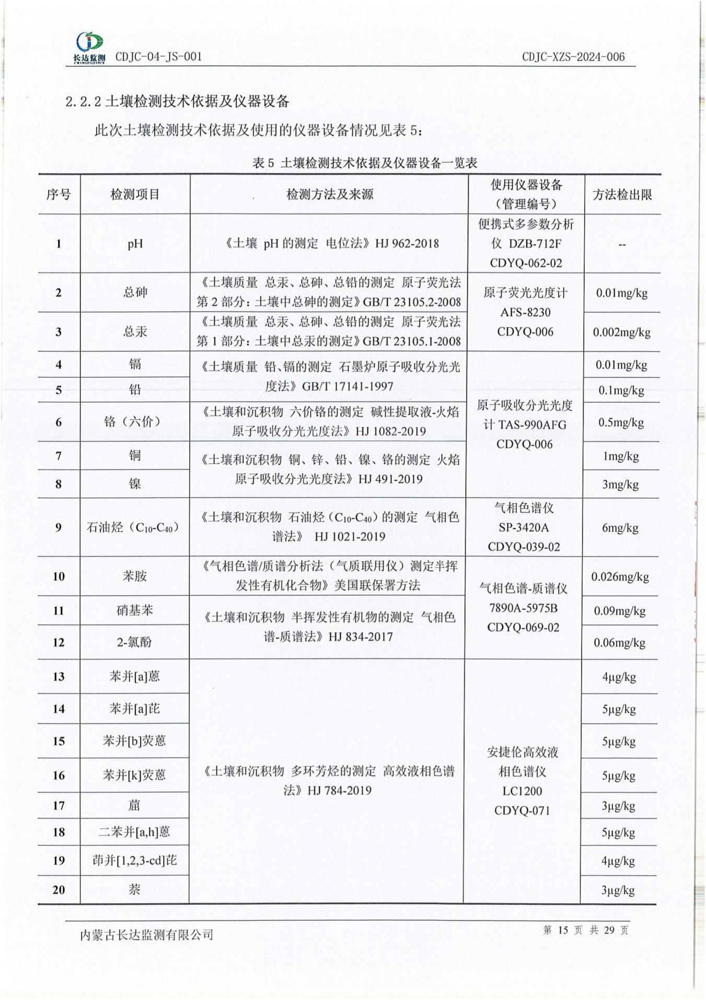 长达监测
CHANGDAJIANCE
CDJC-04-JS-001
CDJC-XZS-2024-006
2.2.2 土壤检测技术依据及仪器设备
此次土壤检测技术依据及使用的仪器设备情况见表 5：
表 5 土壤检测技术依据及仪器设备一览表
序号 检测项目 检测方法及来源 使用仪器设备（管理编号） 方法检出限
1 pH 《土壤 pH 的测定 电位法》HJ 962-2018 便携式多参数分析仪 DZB-712F CDYQ-062-02 --
2 总砷 《土壤质量 总汞、总砷、总铅的测定 原子荧光法 第 2 部分：土壤中总砷的测定》GB/T 23105.2-2008 原子荧光光度计 AFS-8230 CDYQ-006 0.01mg/kg
3 总汞 《土壤质量 总汞、总砷、总铅的测定 原子荧光法 第 1 部分：土壤中总汞的测定》GB/T 23105.1-2008 0.002mg/kg
4 镉 《土壤质量 铅、镉的测定 石墨炉原子吸收分光光度法》GB/T 17141-1997 原子吸收分光光度计 TAS-990AFG CDYQ-006 0.01mg/kg
5 铅 0.1mg/kg
6 铬（六价） 《土壤和沉积物 六价铬的测定 碱性提取液-火焰原子吸收分光光度法》HJ 1082-2019 0.5mg/kg
7 铜 《土壤和沉积物 铜、锌、铅、镍、铬的测定 火焰原子吸收分光光度法》HJ 491-2019 1mg/kg
8 镍 3mg/kg
9 石油烃（C10-C40） 《土壤和沉积物 石油烃（C10-C40）的测定 气相色谱法》 HJ 1021-2019 气相色谱仪 SP-3420A CDYQ-039-02 6mg/kg
10 苯胺 《气相色谱/质谱分析法（气质联用仪）测定半挥发性有机化合物》美国联保署方法 气相色谱-质谱仪 7890A-5975B CDYQ-069-02 0.026mg/kg
11 硝基苯 《土壤和沉积物 半挥发性有机物的测定 气相色谱-质谱法》HJ 834-2017 0.09mg/kg
12 2-氯酚 0.06mg/kg
13 苯并[a]蒽 《土壤和沉积物 多环芳烃的测定 高效液相色谱法》HJ 784-2019 安捷伦高效液相色谱仪 LC1200 CDYQ-071 4μg/kg
14 苯并[a]芘 5μg/kg
15 苯并[b]荧蒽 5μg/kg
16 苯并[k]荧蒽 5μg/kg
17 䓛 3μg/kg
18 二苯并[a,h]蒽 5μg/kg
19 茚并[1,2,3-cd]芘 4μg/kg
20 萘 3μg/kg
内蒙古长达监测有限公司
第 15 页 共 29 页